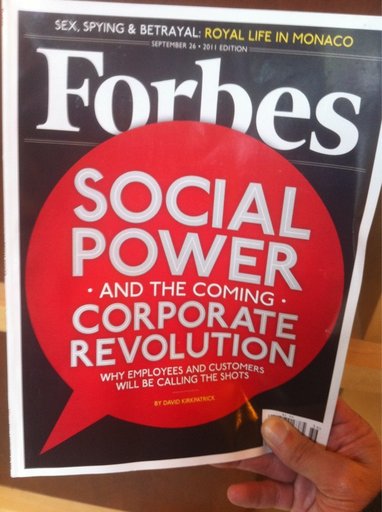 SEX, SPYING & BETRAYAL: ROYAL LIFE IN MONACO
SEPTEMBER 26 • 2011 EDITION
Forbes
SOCIAL
POWER
• AND THE COMING •
CORPORATE
REVOLUTION
WHY EMPLOYEES AND CUSTOMERS
WILL BE CALLING THE SHOTS
BY DAVID KIRKPATRICK